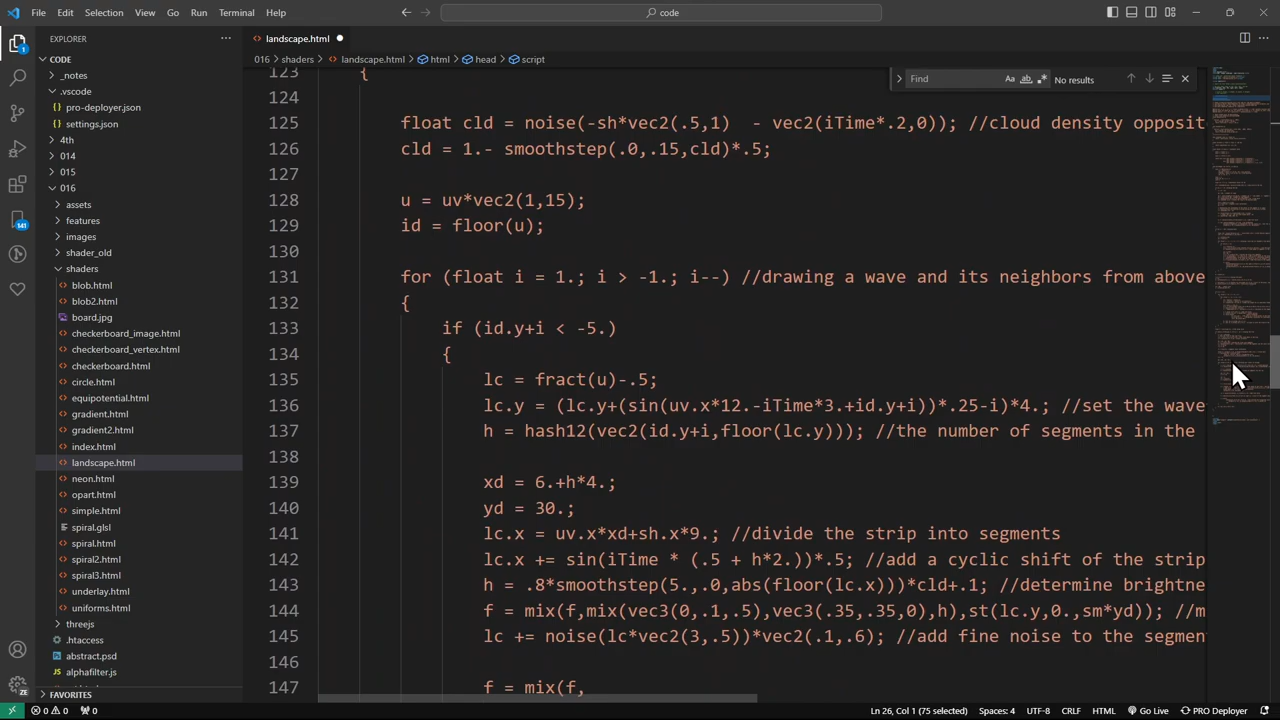 File Edit Selection View Go Run Terminal Help
code
EXPLORER
landscape.html
CODE
016 shaders landscape.html html head script
Find
Aa ab No results
_notes
.vscode
pro-deployer.json
settings.json
4th
014
015
016
assets
features
images
shader_old
shaders
blob.html
blob2.html
board.jpg
checkerboard_image.html
checkerboard_vertex.html
checkerboard.html
circle.html
equipotential.html
gradient.html
gradient2.html
index.html
landscape.html
neon.html
opart.html
simple.html
spiral.glsl
spiral.html
spiral2.html
spiral3.html
underlay.html
uniforms.html
threejs
.htaccess
abstract.psd
alphafilter.js
FAVORITES
1
141
123 {
124
125 float cld = noise(-sh*vec2(.5,1)  - vec2(iTime*.2,0)); //cloud density opposit
126 cld = 1.- smoothstep(.0,.15,cld)*.5;
127
128 u = uv*vec2(1,15);
129 id = floor(u);
130
131 for (float i = 1.; i > -1.; i--) //drawing a wave and its neighbors from above
132 {
133 if (id.y+i < -5.)
134 {
135 lc = fract(u)-.5;
136 lc.y = (lc.y+(sin(uv.x*12.-iTime*3.+id.y+i))*.25-i)*4.; //set the wave
137 h = hash12(vec2(id.y+i,floor(lc.y))); //the number of segments in the
138
139 xd = 6.+h*4.;
140 yd = 30.;
141 lc.x = uv.x*xd+sh.x*9.; //divide the strip into segments
142 lc.x += sin(iTime * (.5 + h*2.))*.5; //add a cyclic shift of the strip
143 h = .8*smoothstep(5.,.0,abs(floor(lc.x)))*cld+.1; //determine brightne
144 f = mix(f,mix(vec3(0,.1,.5),vec3(.35,.35,0),h),st(lc.y,0.,sm*yd)); //m
145 lc += noise(lc*vec2(3,.5))*vec2(.1,.6); //add fine noise to the segmen
146
147 f = mix(f,
0 0 0 Ln 26, Col 1 (75 selected) Spaces: 4 UTF-8 CRLF HTML Go Live PRO Deployer